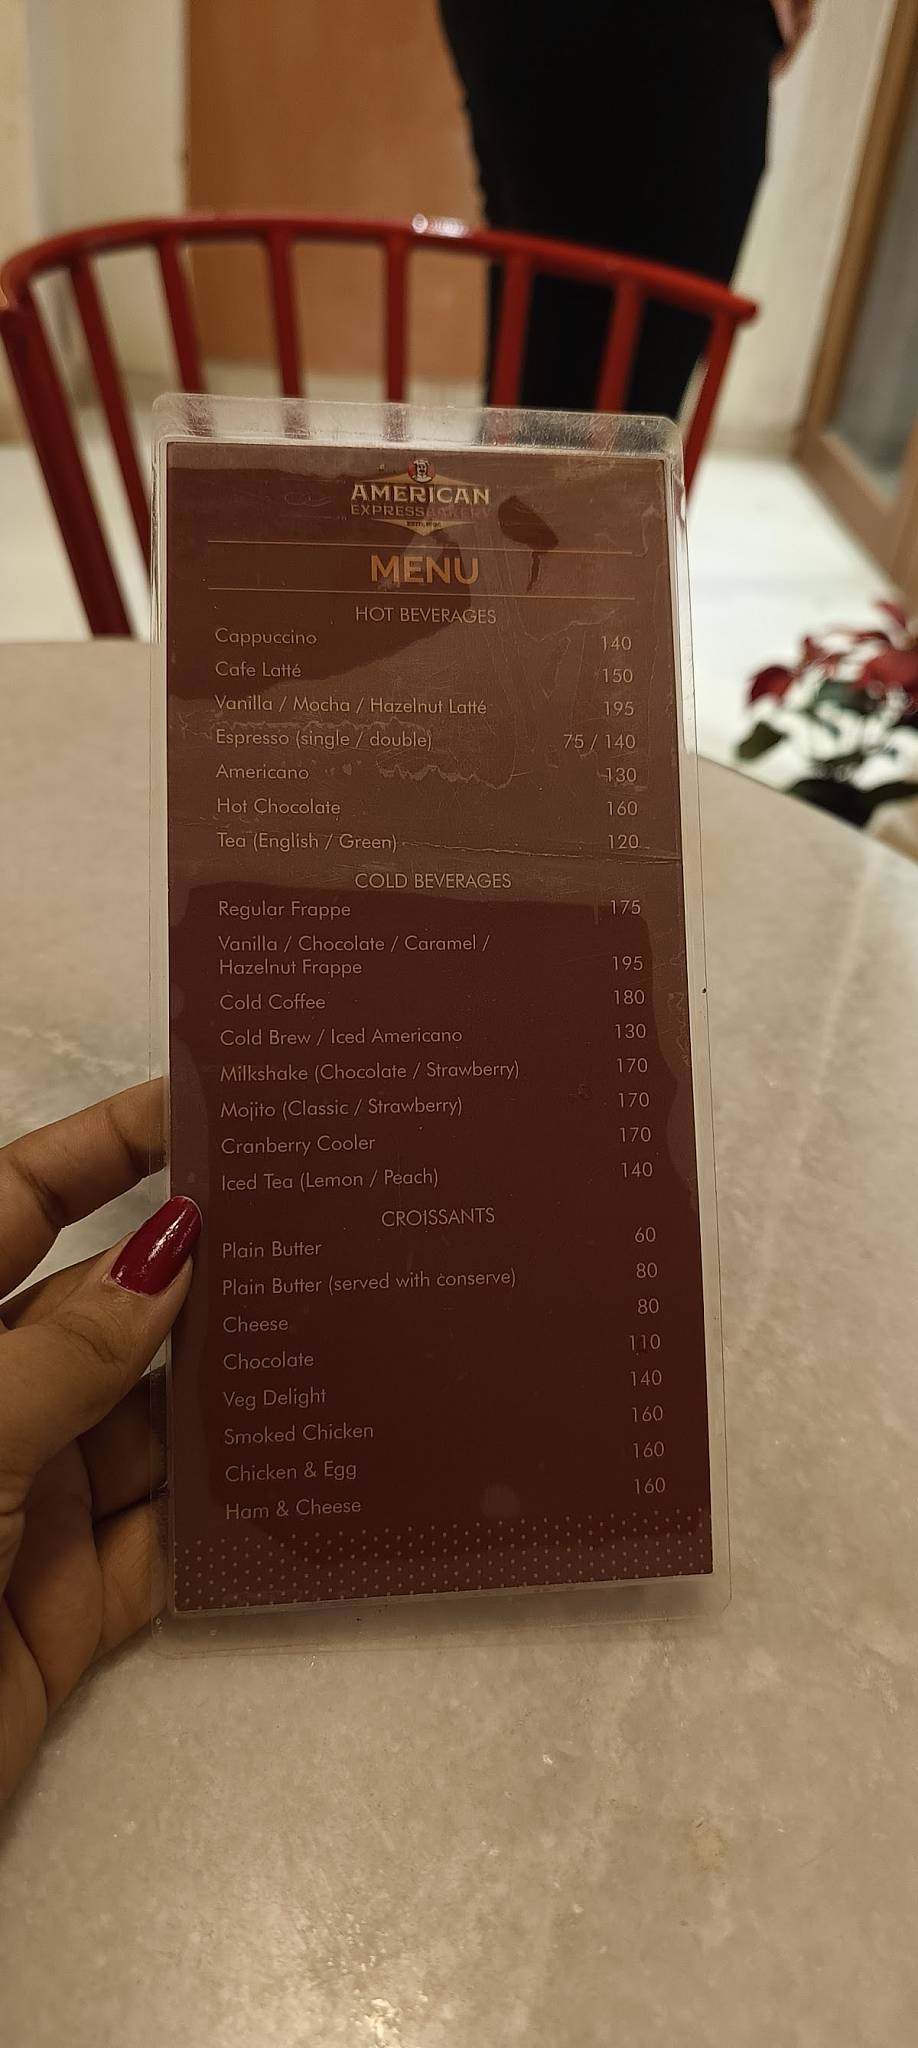 AMERICAN
EXPRESS BAKERY
MENU
HOT BEVERAGES
Cappuccino 140
Cafe Latté 150
Vanilla / Mocha / Hazelnut Latté 195
Espresso (single / double) 75 / 140
Americano 130
Hot Chocolate 160
Tea (English / Green) 120
COLD BEVERAGES
Regular Frappe 175
Vanilla / Chocolate / Caramel /
Hazelnut Frappe 195
Cold Coffee 180
Cold Brew / Iced Americano 130
Milkshake (Chocolate / Strawberry) 170
Mojito (Classic / Strawberry) 170
Cranberry Cooler 170
Iced Tea (Lemon / Peach) 140
CROISSANTS
Plain Butter 60
Plain Butter (served with conserve) 80
Cheese 80
Chocolate 110
Veg Delight 140
Smoked Chicken 160
Chicken & Egg 160
Ham & Cheese 160